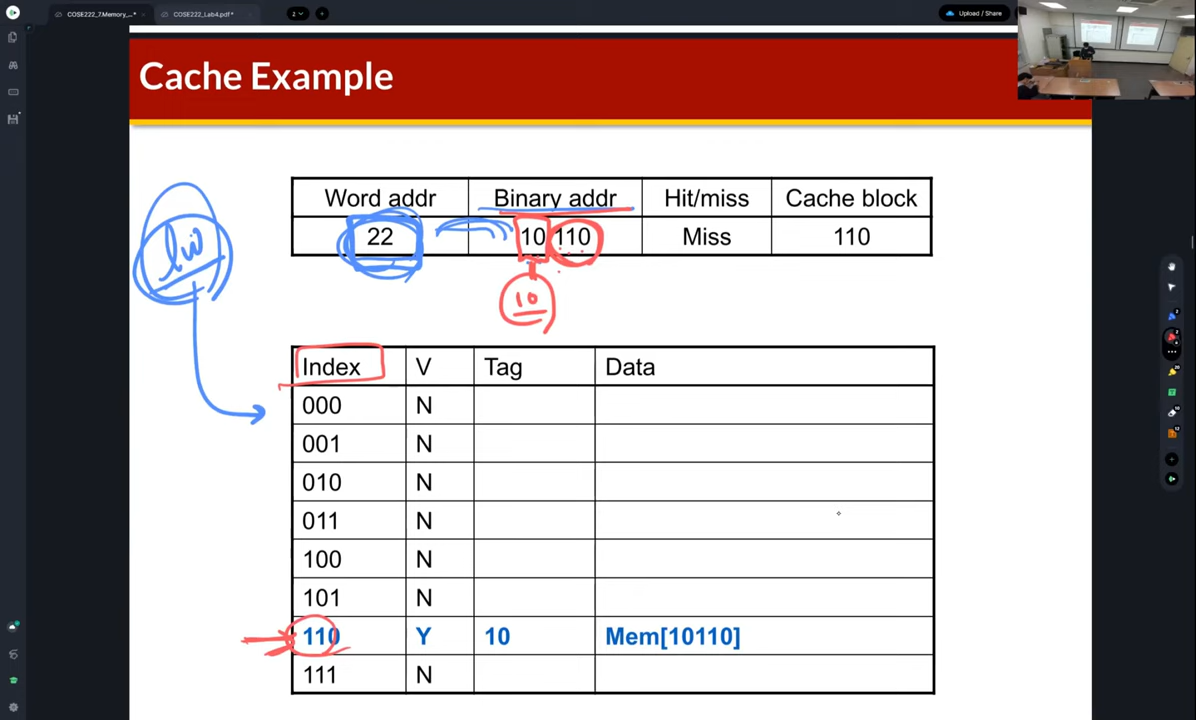 COSE222_7.Memory_...*
COSE222_Lab4.pdf*
2
Upload / Share
Cache Example
Word addr Binary addr Hit/miss Cache block
22 10 110 Miss 110
lw
10
Index V Tag Data
000 N
001 N
010 N
011 N
100 N
101 N
110 Y 10 Mem[10110]
111 N